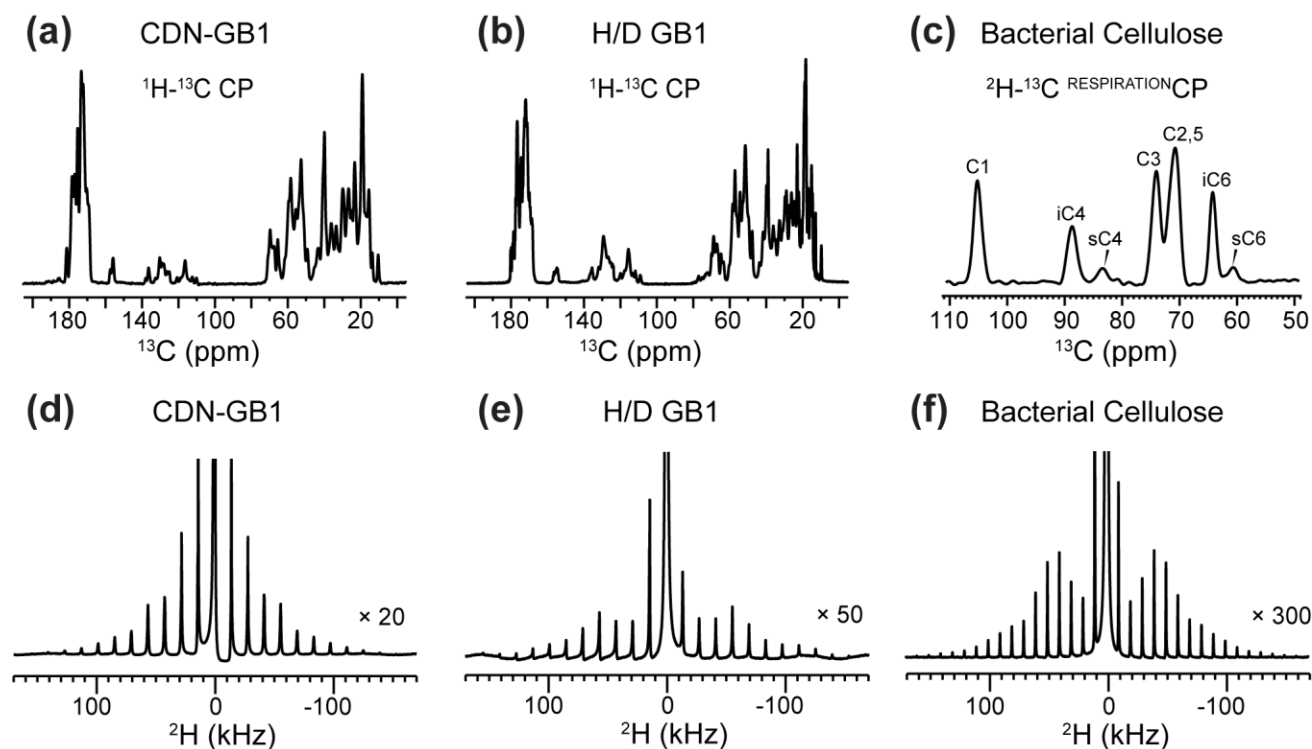 (a) CDN-GB1
¹H-¹³C CP
180 140 100 60 20
¹³C (ppm)
(b) H/D GB1
¹H-¹³C CP
180 140 100 60 20
¹³C (ppm)
(c) Bacterial Cellulose
²H-¹³C RESPIRATIONCP
C1
iC4
sC4
C3
C2,5
iC6
sC6
110 100 90 80 70 60 50
¹³C (ppm)
(d) CDN-GB1
× 20
100 0 -100
²H (kHz)
(e) H/D GB1
× 50
100 0 -100
²H (kHz)
(f) Bacterial Cellulose
× 300
100 0 -100
²H (kHz)